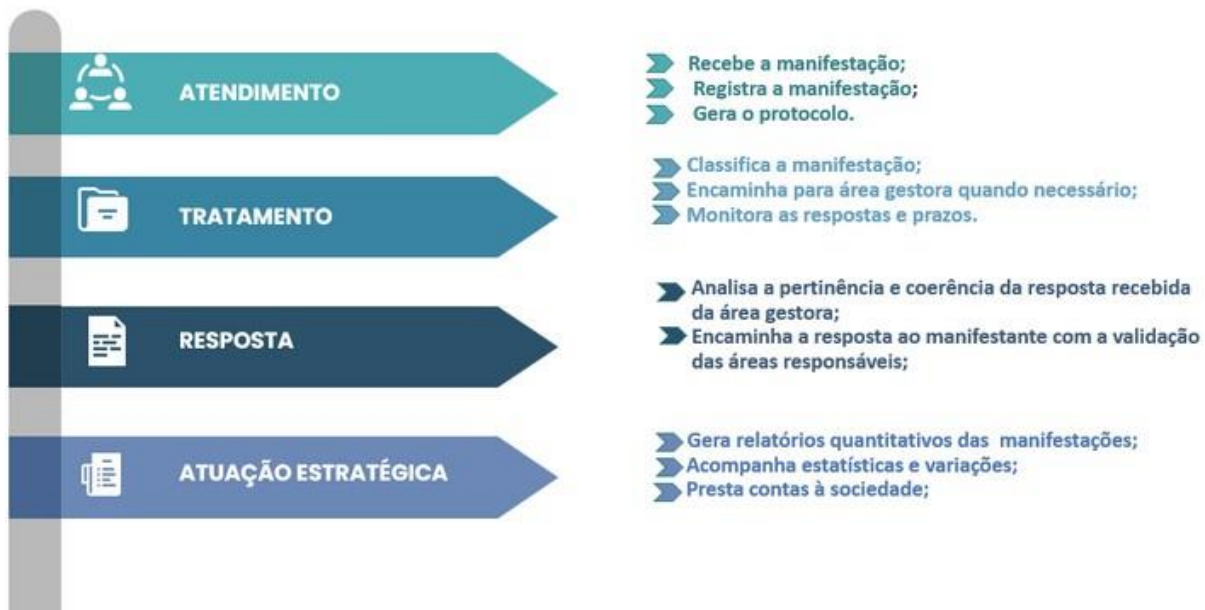 ATENDIMENTO
Recebe a manifestação;
Registra a manifestação;
Gera o protocolo.
TRATAMENTO
Classifica a manifestação;
Encaminha para área gestora quando necessário;
Monitora as respostas e prazos.
RESPOSTA
Analisa a pertinência e coerência da resposta recebida
da área gestora;
Encaminha a resposta ao manifestante com a validação
das áreas responsáveis;
ATUAÇÃO ESTRATÉGICA
Gera relatórios quantitativos das manifestações;
Acompanha estatísticas e variações;
Presta contas à sociedade;